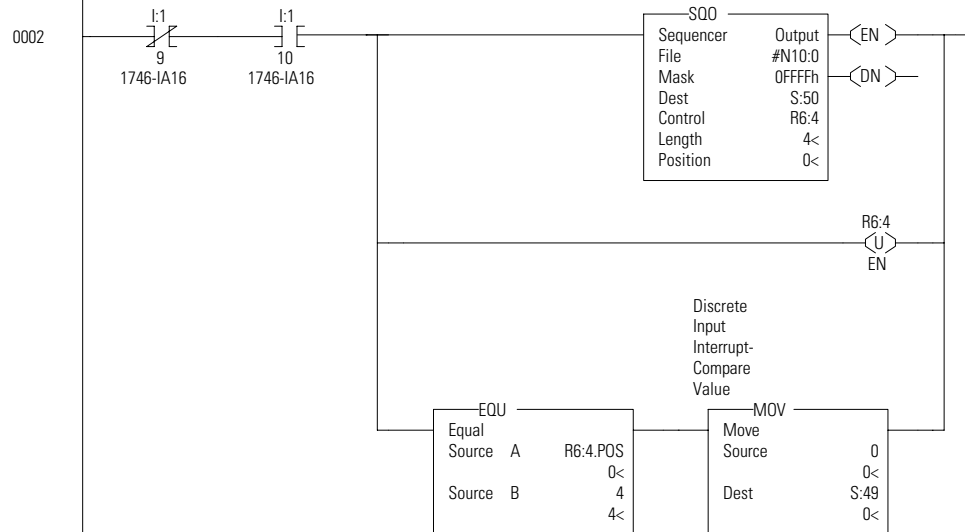 0002
I:1
9
1746-IA16
I:1
10
1746-IA16
SQO
Sequencer Output
File #N10:0
Mask 0FFFFh
Dest S:50
Control R6:4
Length 4<
Position 0<
EN
DN
R6:4
U
EN
Discrete
Input
Interrupt-
Compare
Value
EQU
Equal
Source A R6:4.POS
0<
Source B 4
4<
MOV
Move
Source 0
0<
Dest S:49
0<